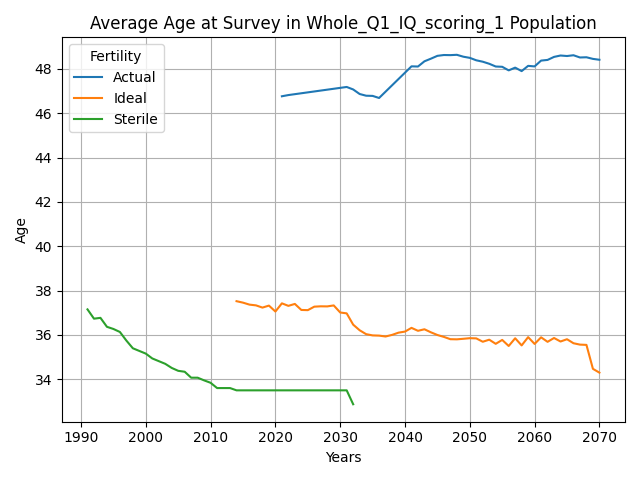 Average Age at Survey in Whole_Q1_IQ_scoring_1 Population
Fertility
Actual
Ideal
Sterile
Age
48
46
44
42
40
38
36
34
1990 2000 2010 2020 2030 2040 2050 2060 2070
Years